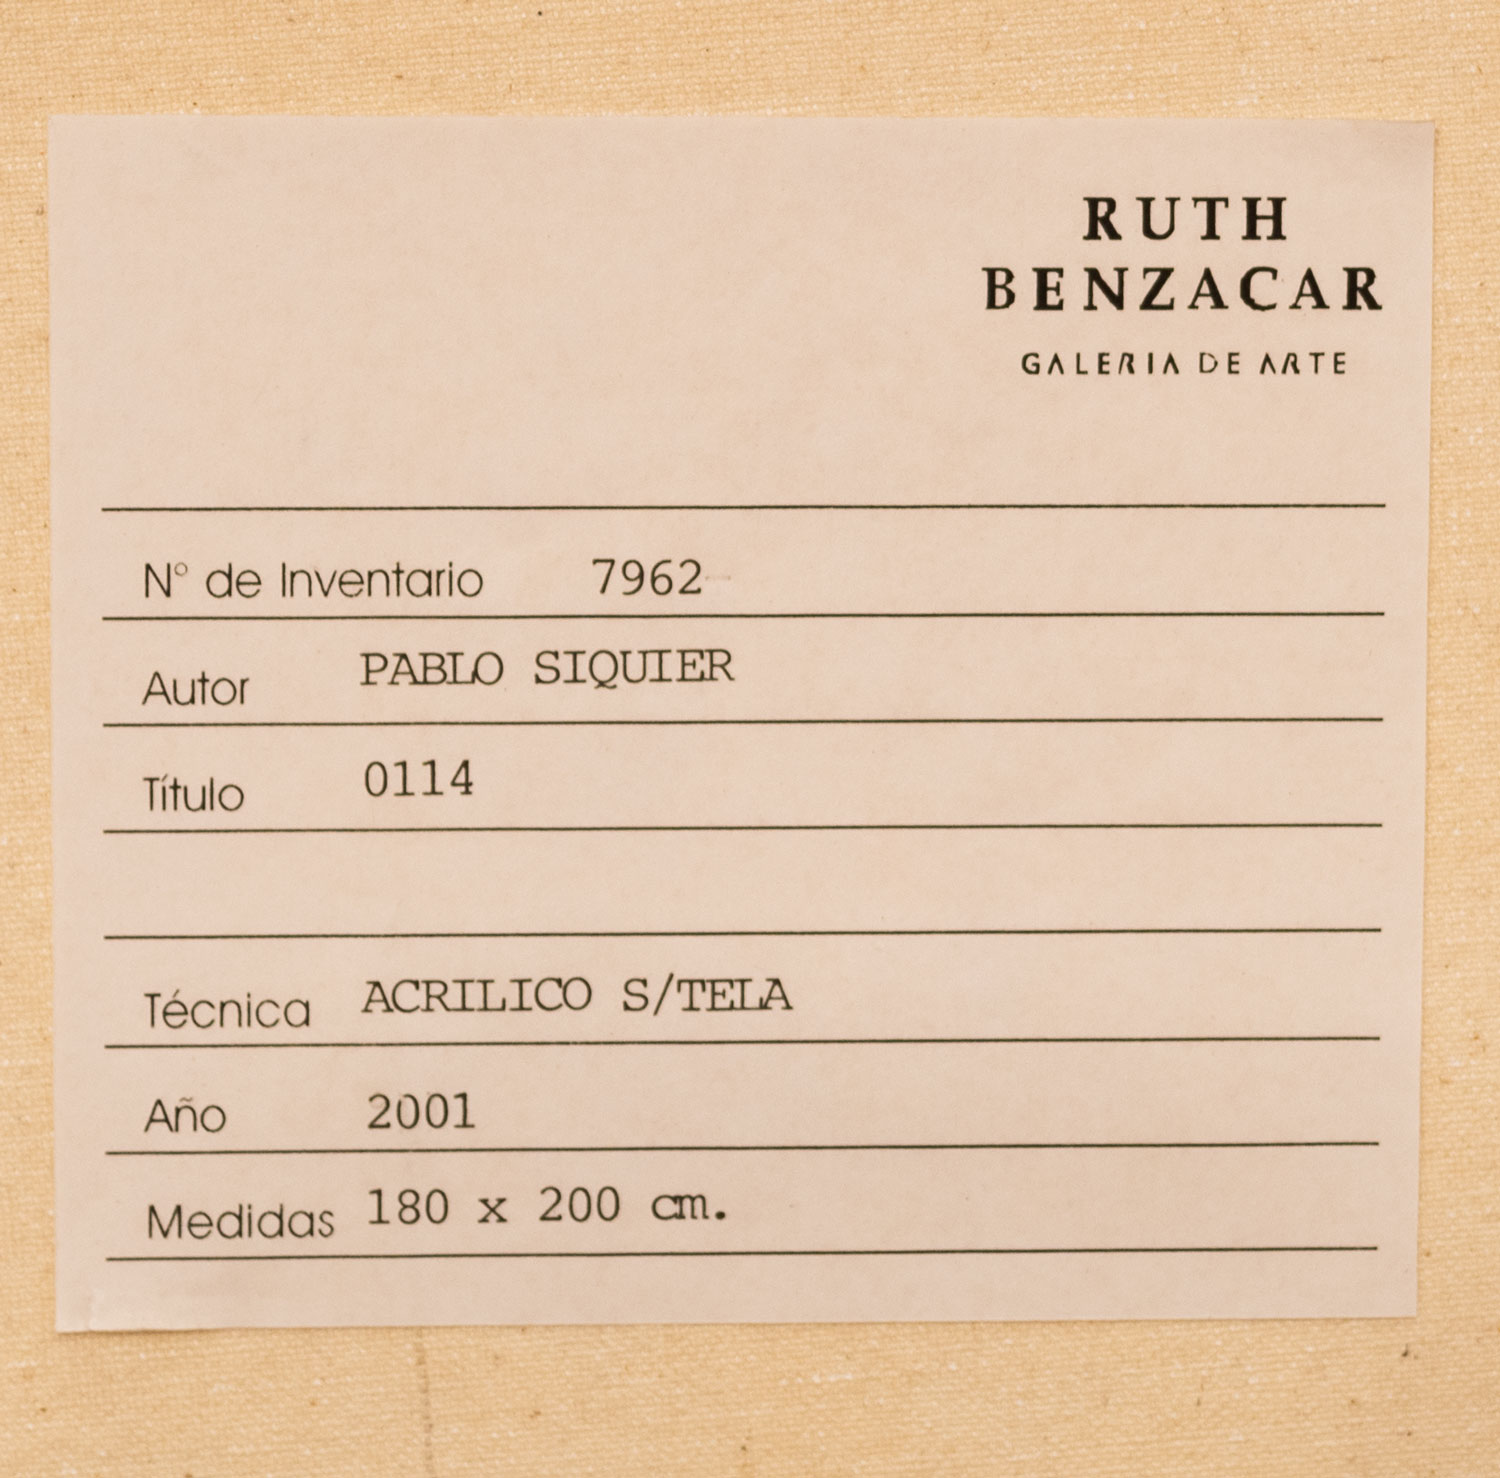 RUTH
BENZACAR
GALERIA DE ARTE
N° de Inventario 7962
Autor PABLO SIQUIER
Título 0114
Técnica ACRILICO S/TELA
Año 2001
Medidas 180 x 200 cm.